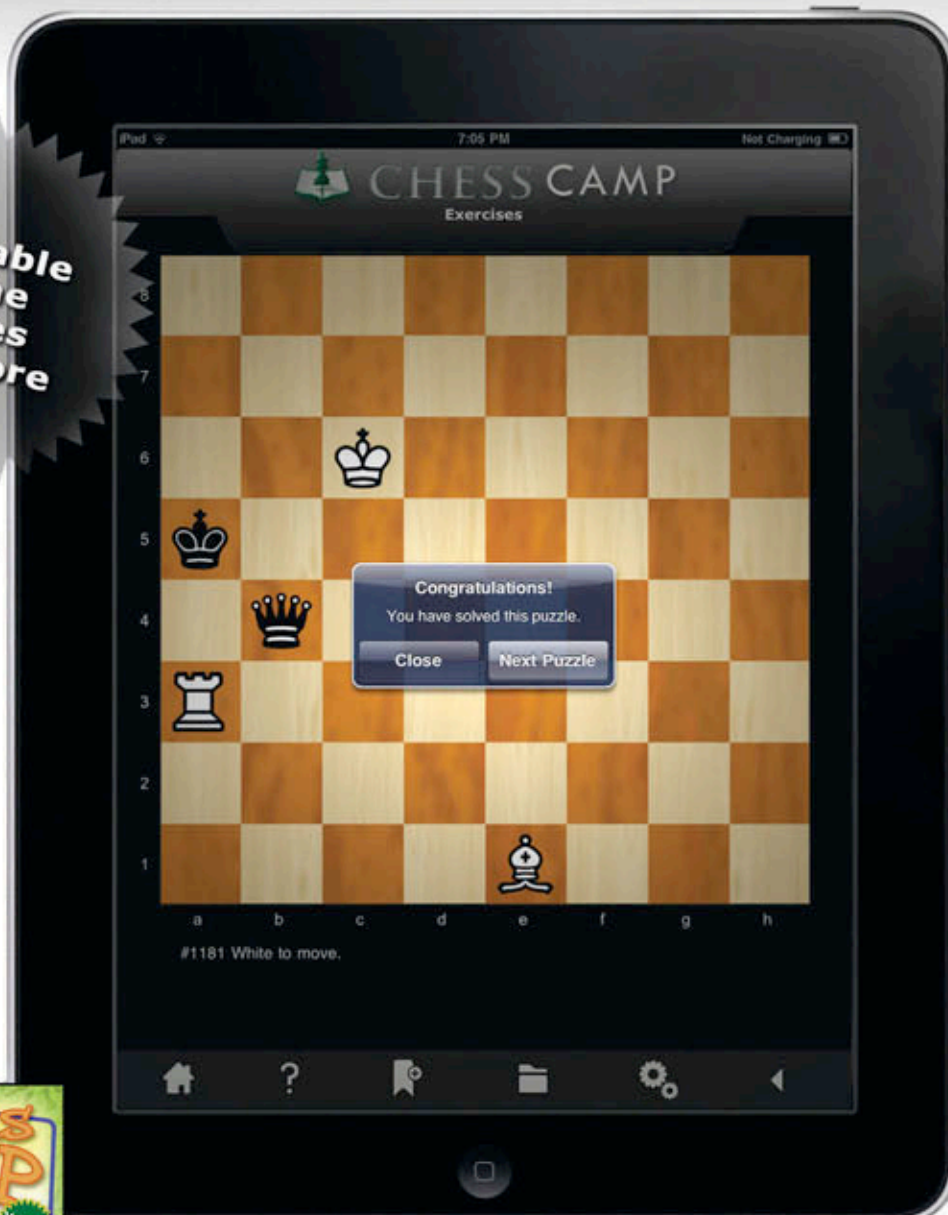 iPad
7:05 PM
Not Charging
CHESS CAMP
Exercises
8
7
6
5
4
3
2
1
Congratulations!
You have solved this puzzle.
Close
Next Puzzle
a b c d e f g h
#1181 White to move.
?